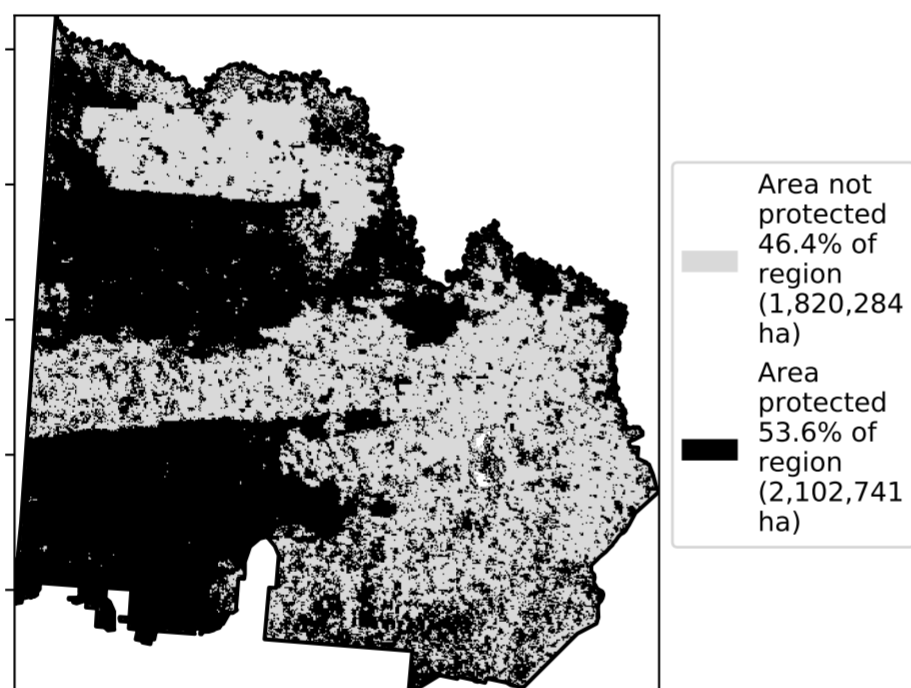 Area not
protected
46.4% of
region
(1,820,284
ha)
Area
protected
53.6% of
region
(2,102,741
ha)